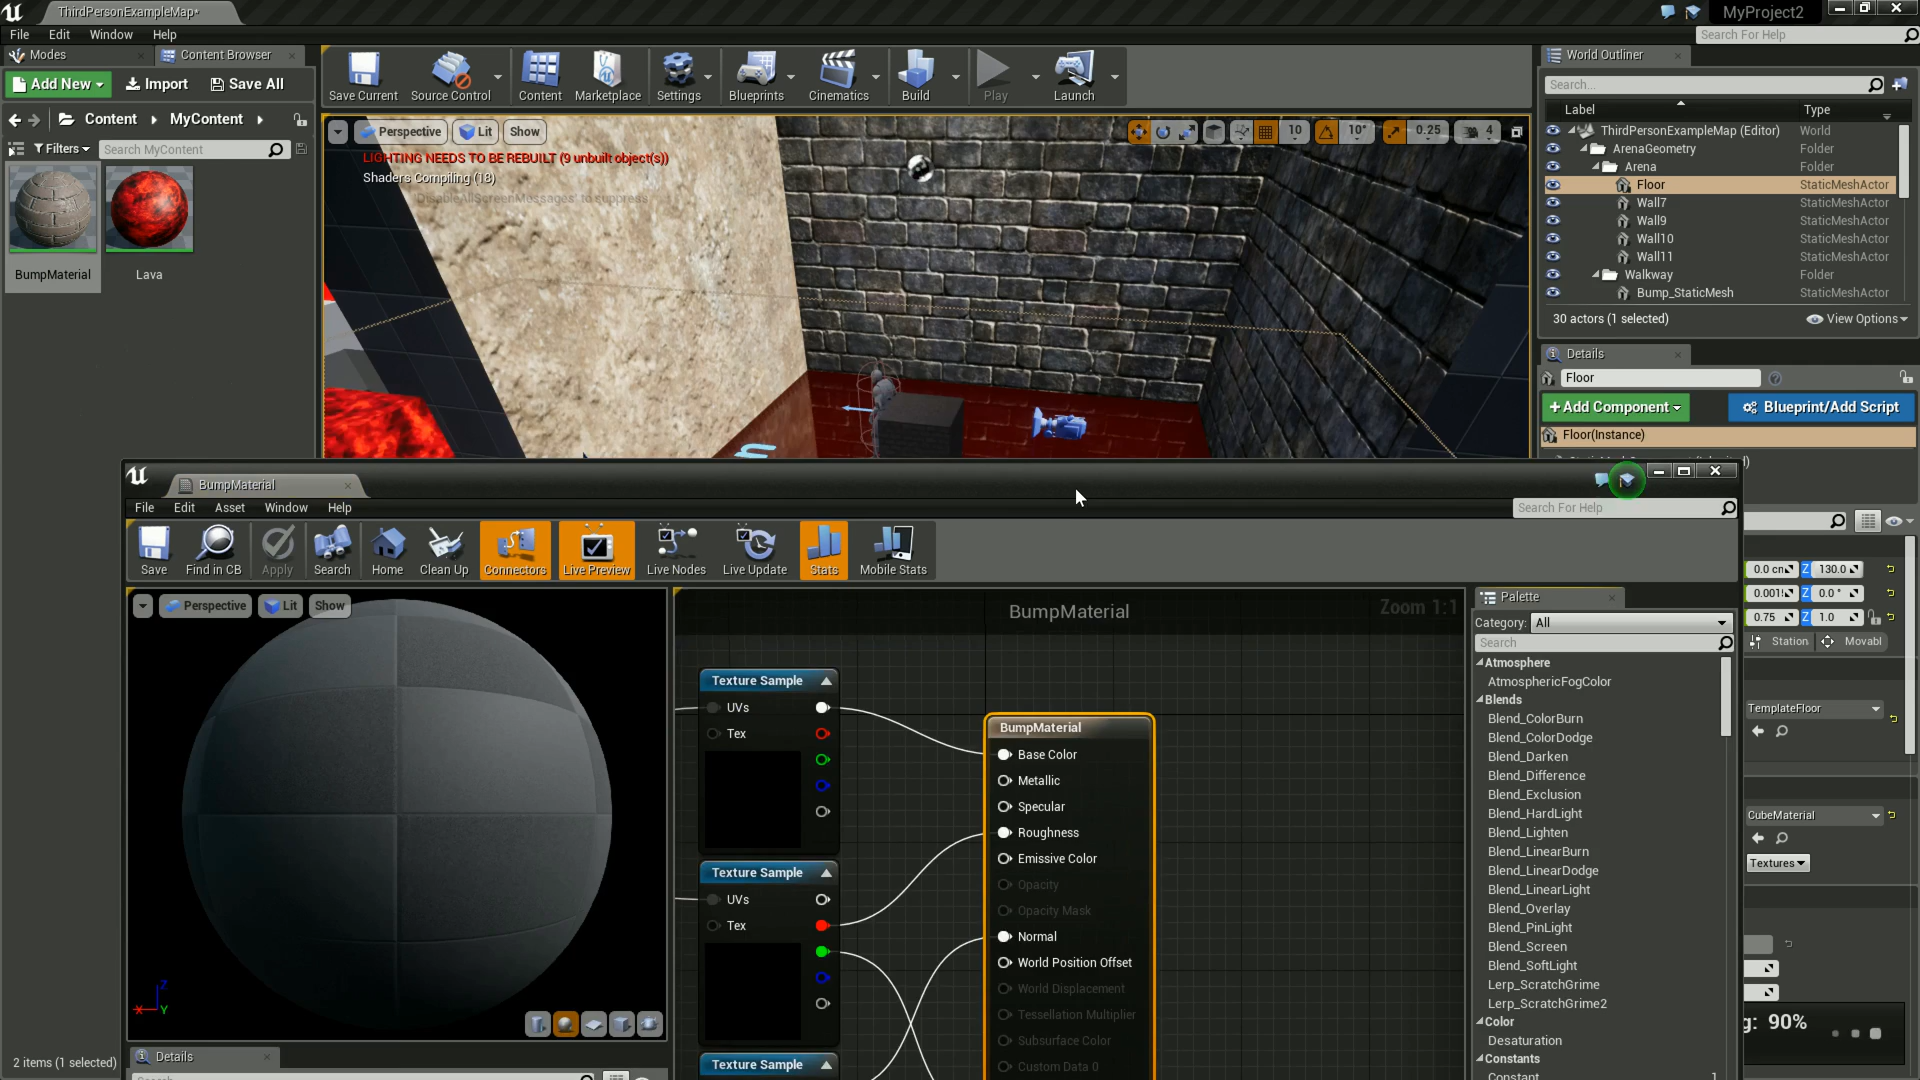 ThirdPersonExampleMap*
MyProject2
File Edit Window Help
Search For Help
Modes
Content Browser
World Outliner
Add New
Import
Save All
Save Current
Source Control
Content
Marketplace
Settings
Blueprints
Cinematics
Build
Play
Launch
Search...
Label
Type
Content
MyContent
Filters
Search MyContent
Perspective
Lit
Show
10
10°
0.25
4
LIGHTING NEEDS TO BE REBUILT (9 unbuilt object(s))
Shaders Compiling (18)
'DisableAllScreenMessages' to suppress
ThirdPersonExampleMap (Editor) World
ArenaGeometry Folder
Arena Folder
Floor StaticMeshActor
Wall7 StaticMeshActor
Wall9 StaticMeshActor
Wall10 StaticMeshActor
Wall11 StaticMeshActor
Walkway Folder
Bump_StaticMesh StaticMeshActor
30 actors (1 selected)
View Options
BumpMaterial
Lava
Details
Floor
Add Component
Blueprint/Add Script
Floor(Instance)
BumpMaterial
File Edit Asset Window Help
Search For Help
Save
Find in CB
Apply
Search
Home
Clean Up
Connectors
Live Preview
Live Nodes
Live Update
Stats
Mobile Stats
Perspective
Lit
Show
BumpMaterial
Zoom 1:1
Texture Sample
UVs
Tex
Texture Sample
UVs
Tex
Texture Sample
BumpMaterial
Base Color
Metallic
Specular
Roughness
Emissive Color
Opacity
Opacity Mask
Normal
World Position Offset
World Displacement
Tessellation Multiplier
Subsurface Color
Custom Data 0
Palette
Category: All
Search
Atmosphere
AtmosphericFogColor
Blends
Blend_ColorBurn
Blend_ColorDodge
Blend_Darken
Blend_Difference
Blend_Exclusion
Blend_HardLight
Blend_Lighten
Blend_LinearBurn
Blend_LinearDodge
Blend_LinearLight
Blend_Overlay
Blend_PinLight
Blend_Screen
Blend_SoftLight
Lerp_ScratchGrime
Lerp_ScratchGrime2
Color
Desaturation
Constants
Constant 1
0.0 cm Z 130.0
Z 0.0 °
0.75 Z 1.0
Station
Movabl
TemplateFloor
CubeMaterial
Textures
g: 90%
X
Y
Z
Details
2 items (1 selected)